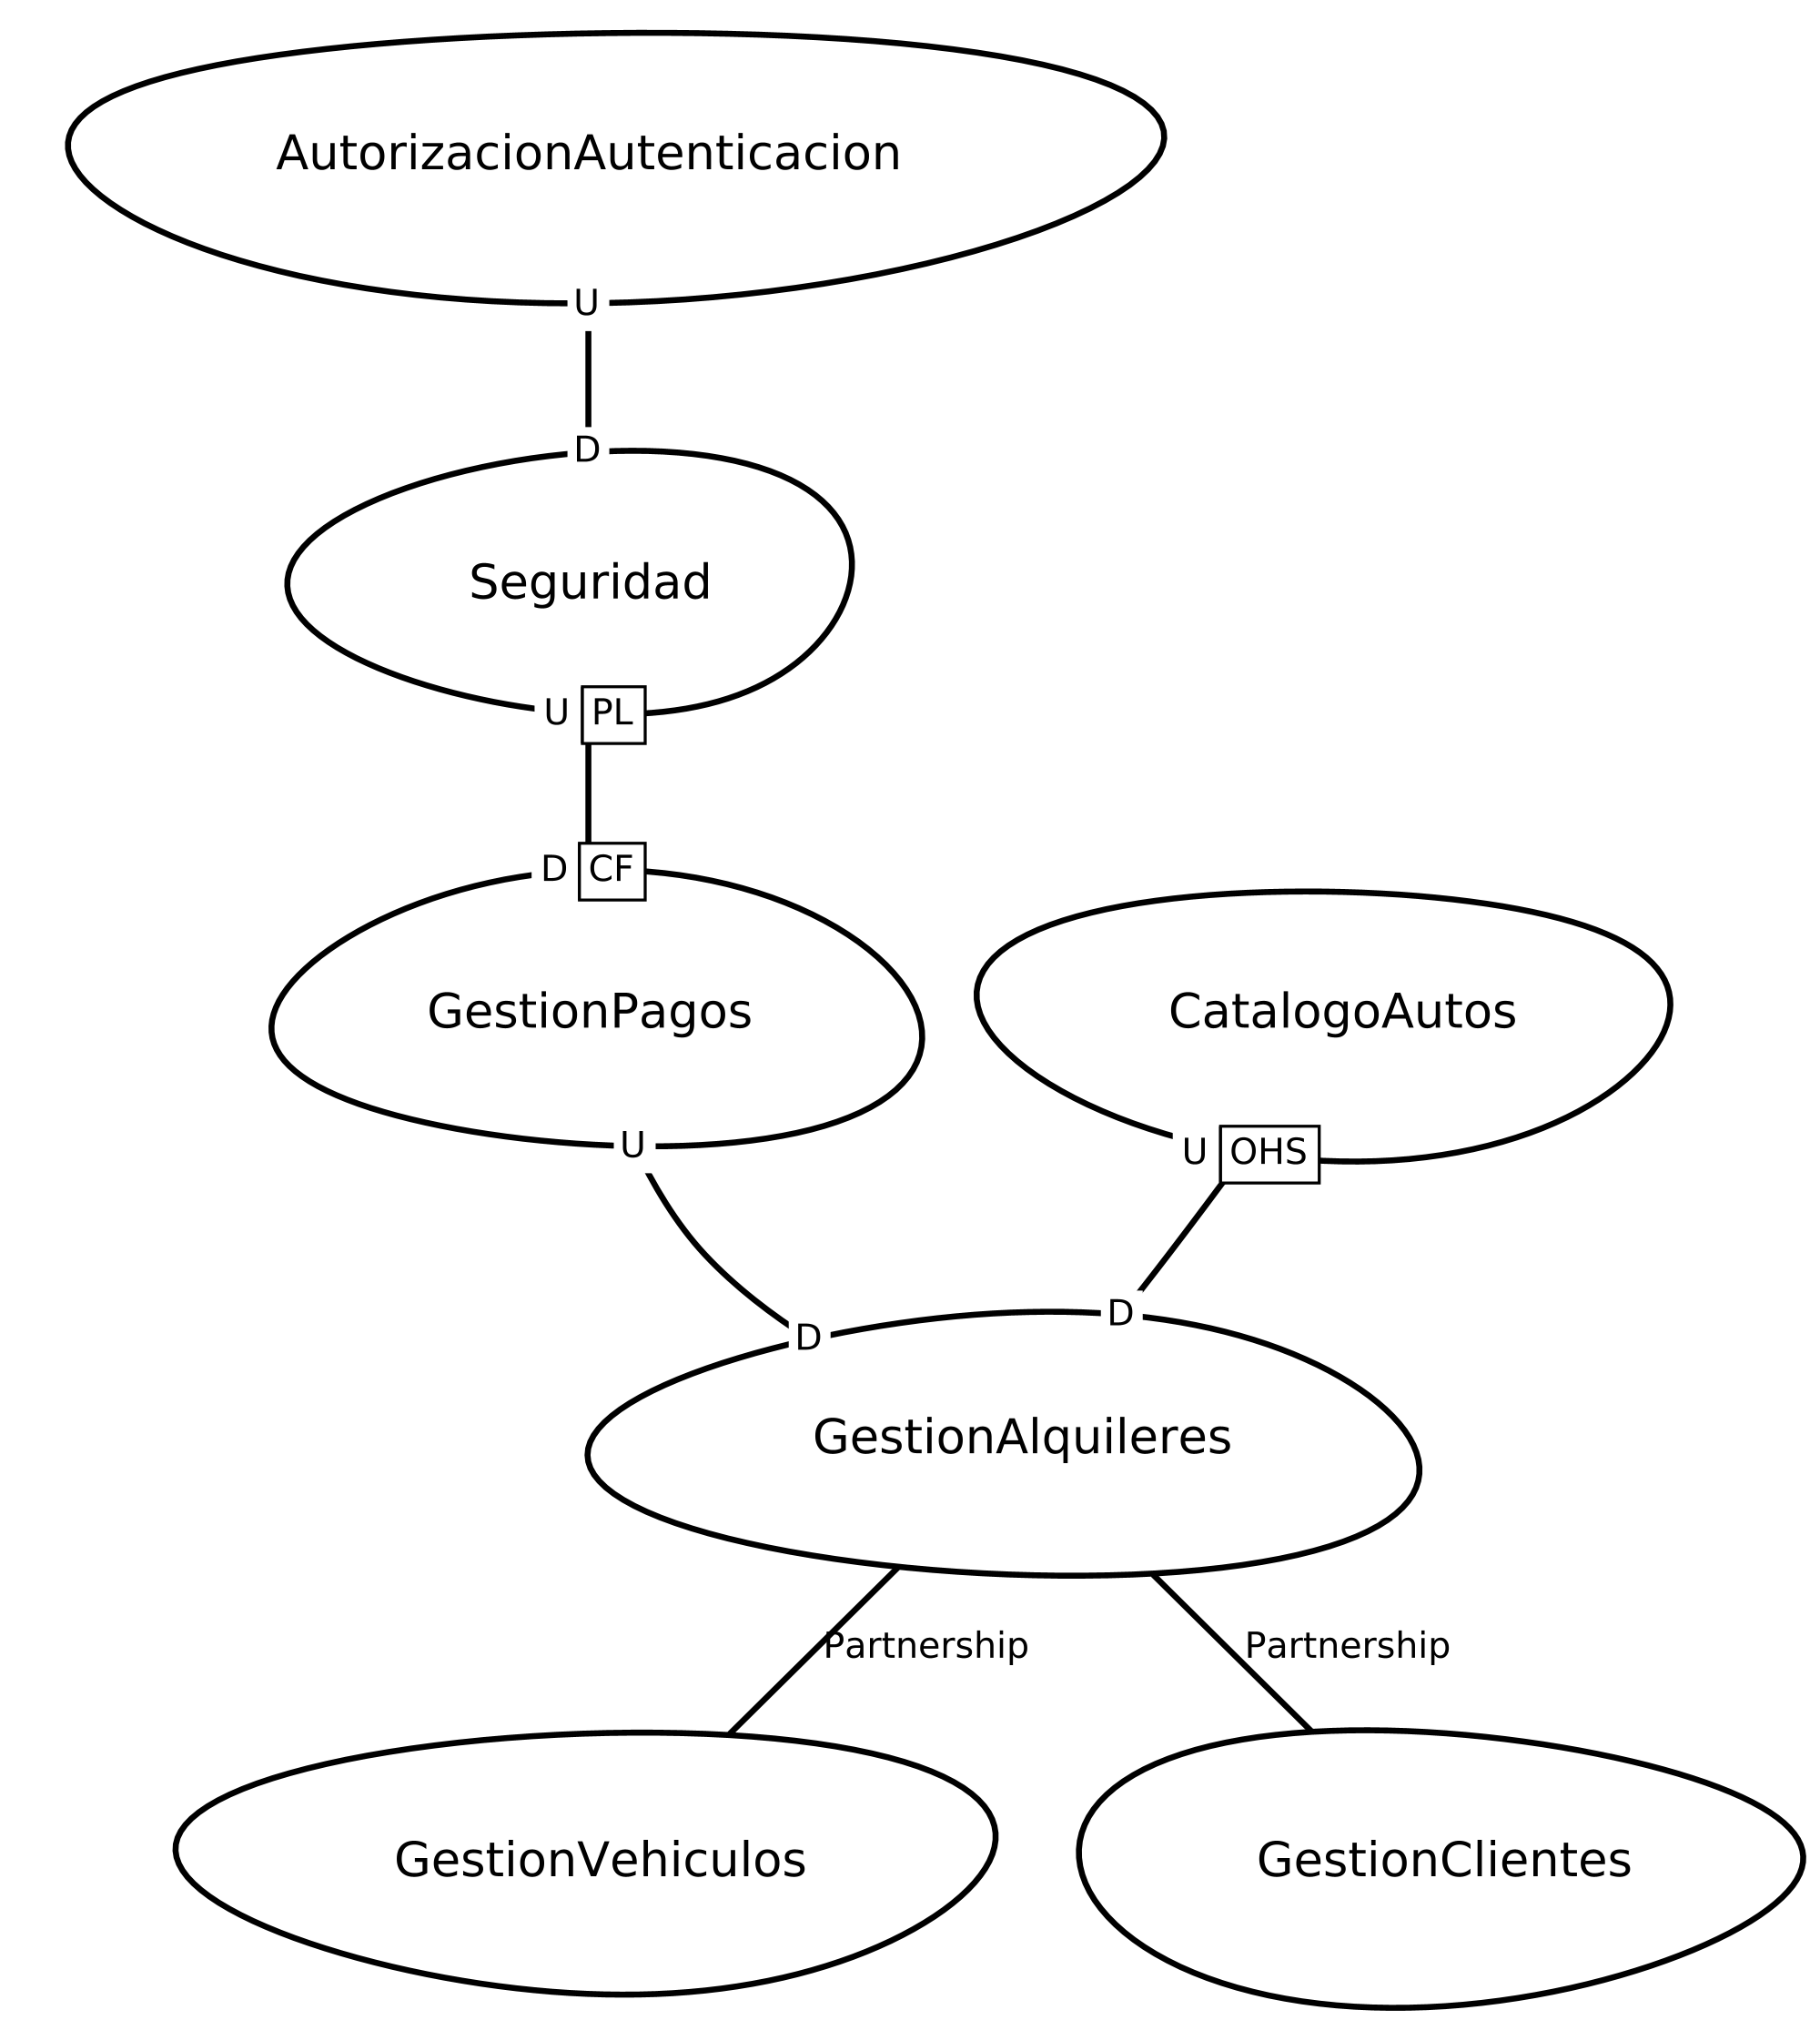 AutorizacionAutenticacion
U
D
Seguridad
U PL
D CF
GestionPagos
CatalogoAutos
U
U OHS
D
D
GestionAlquileres
Partnership
Partnership
GestionVehiculos
GestionClientes